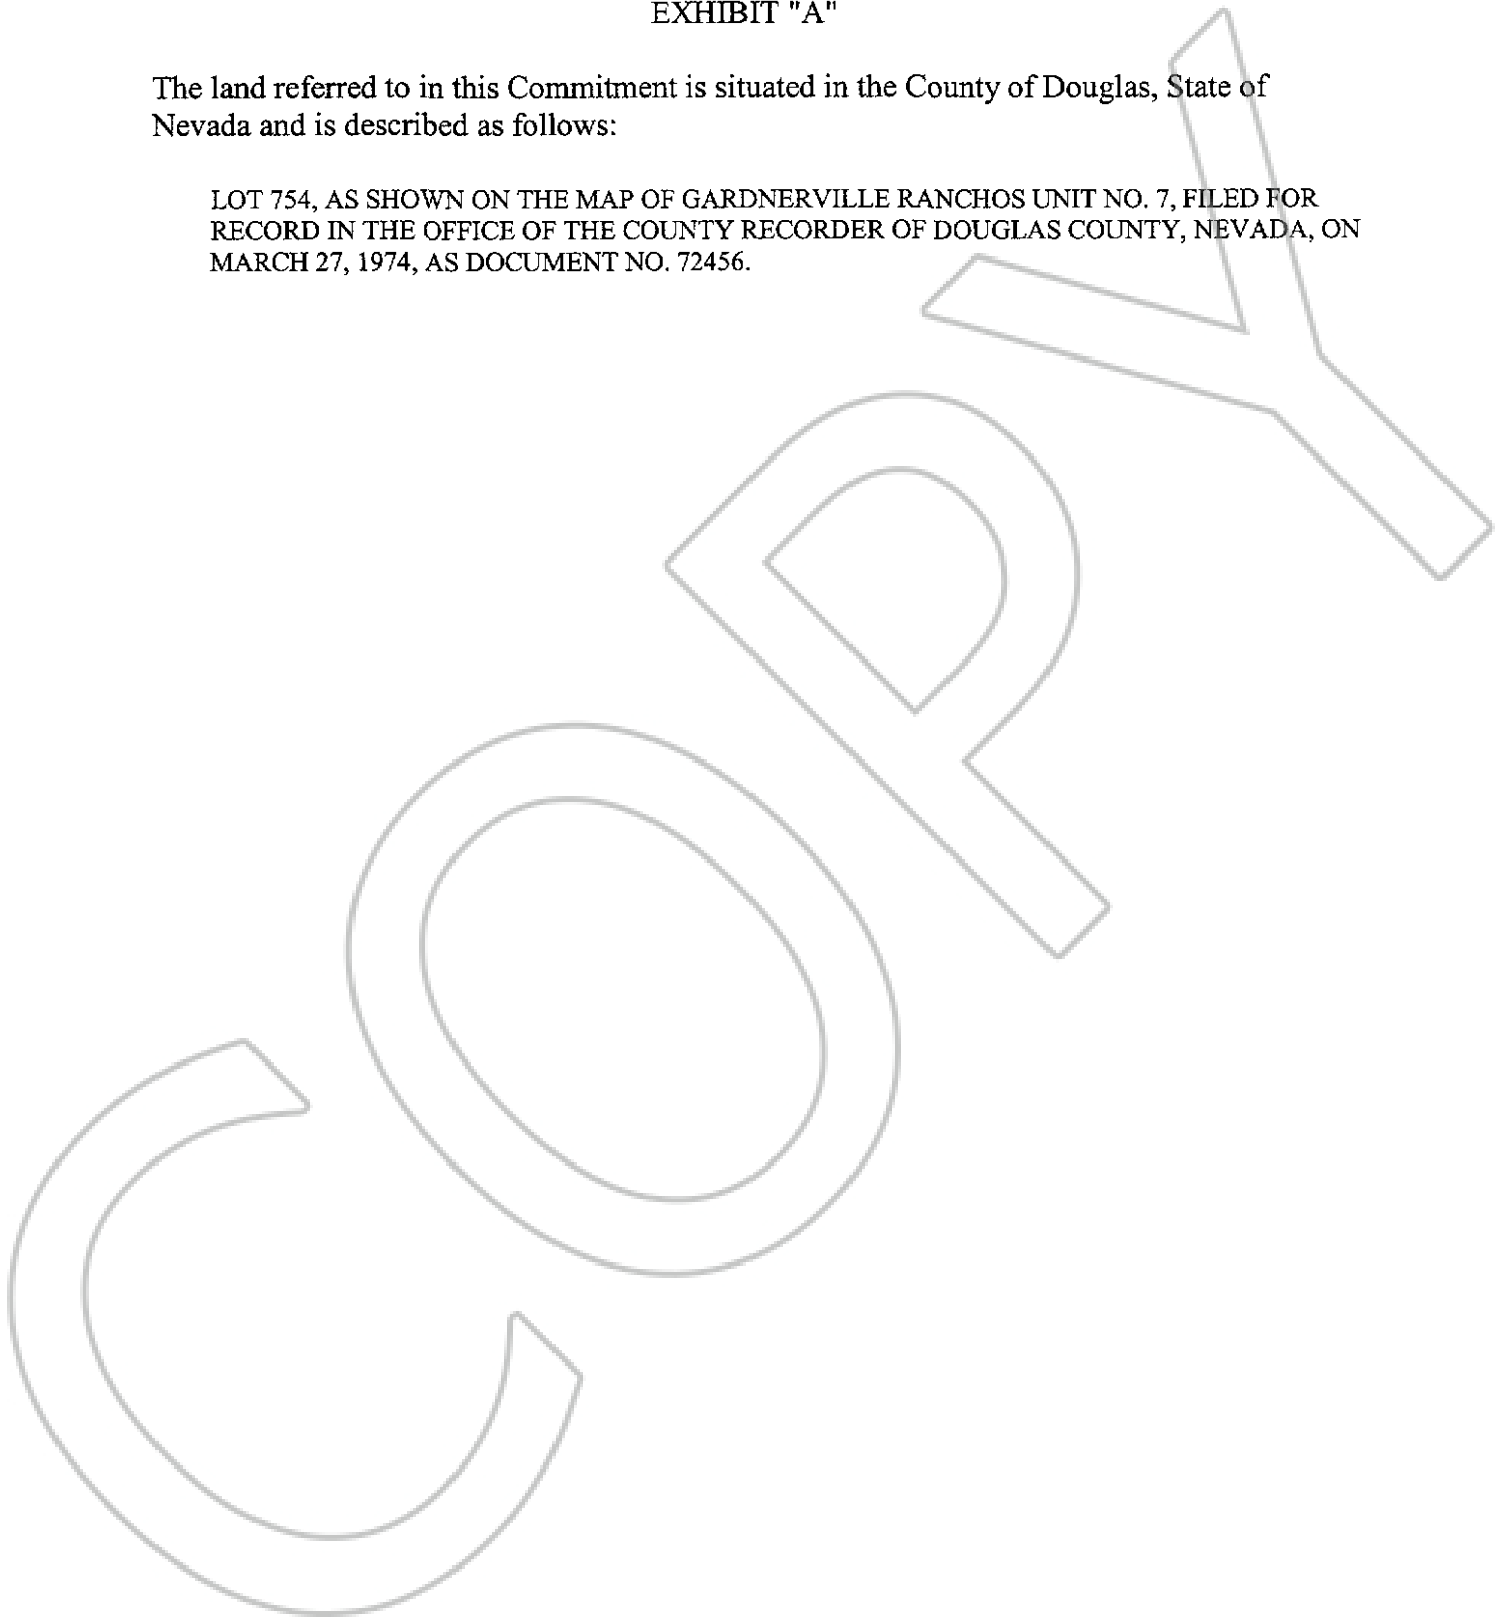 EXHIBIT "A"
The land referred to in this Commitment is situated in the County of Douglas, State of
Nevada and is described as follows:
LOT 754, AS SHOWN ON THE MAP OF GARDNERVILLE RANCHOS UNIT NO. 7, FILED FOR
RECORD IN THE OFFICE OF THE COUNTY RECORDER OF DOUGLAS COUNTY, NEVADA, ON
MARCH 27, 1974, AS DOCUMENT NO. 72456.
COPY